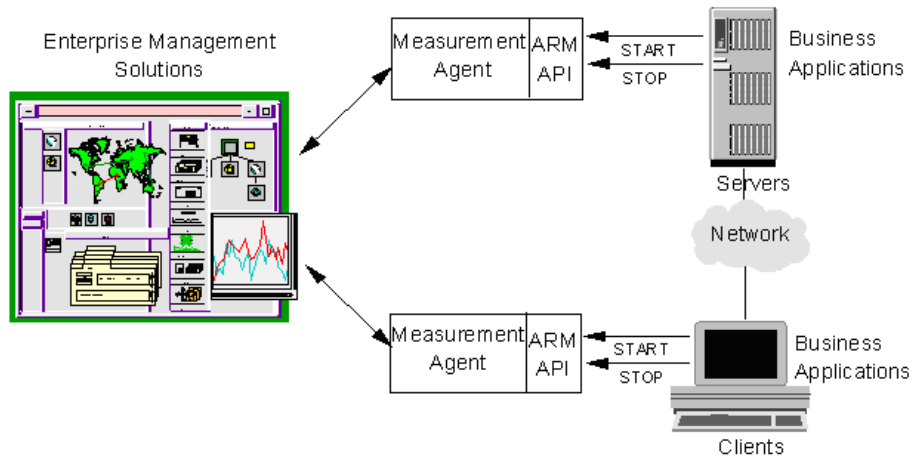 Enterprise Management
Solutions
Measurement
Agent
ARM
API
START
STOP
Business
Applications
Servers
Network
Measurement
Agent
ARM
API
START
STOP
Business
Applications
Clients